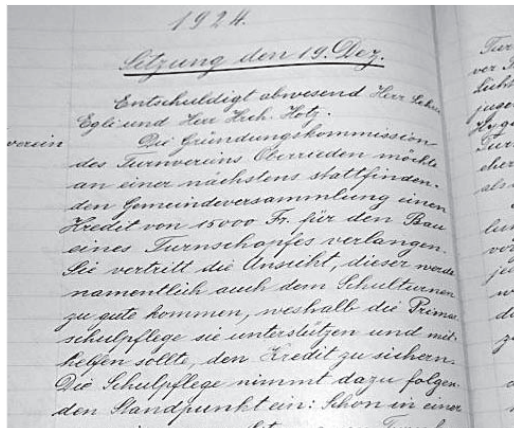 1924.
Sitzung den 19. Dez.
Entschuldigt abwesend Herr Lehrer
Egli und Herr Hch. Hotz.
verein
Die Gründungskommission
des Turnvereins Oberrieden möchte
an einer nächstens stattfinden-
den Gemeindeversammlung einen
Kredit von 15000 Fr. für den Bau
eines Turnschopfes verlangen.
Sie vertritt die Ansicht, dieser werde
namentlich auch dem Schulturnen
zu gute kommen, weshalb die Primar
schulpflege sie unterstützen und mit-
helfen sollte, den Kredit zu sichern.
Die Schulpflege nimmt dazu folgen-
den Standpunkt ein: Schon in einer